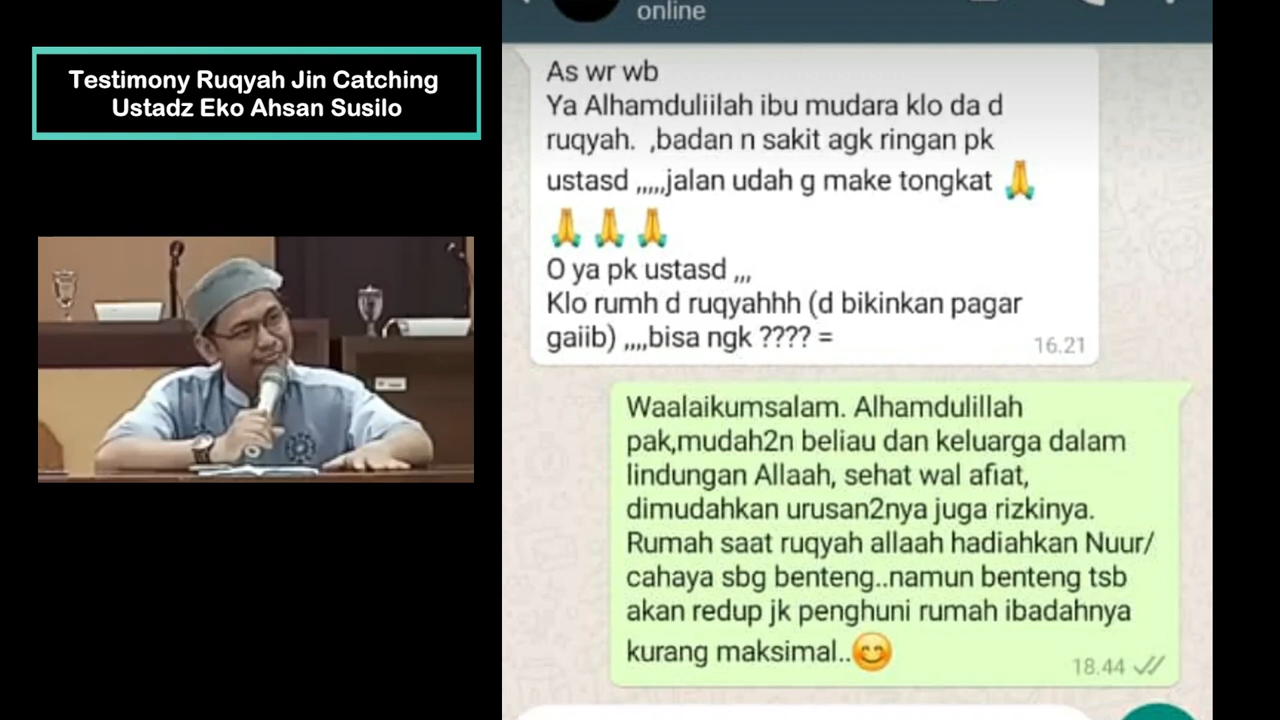 Testimony Ruqyah Jin Catching
Ustadz Eko Ahsan Susilo
online
As wr wb
Ya Alhamduliilah ibu mudara klo da d
ruqyah. ,badan n sakit agk ringan pk
ustasd ,,,,,jalan udah g make tongkat 🙏
🙏🙏🙏
O ya pk ustasd ,,,
Klo rumh d ruqyahhh (d bikinkan pagar
gaiib) ,,,,bisa ngk ???? =
16.21
Waalaikumsalam. Alhamdulillah
pak,mudah2n beliau dan keluarga dalam
lindungan Allaah, sehat wal afiat,
dimudahkan urusan2nya juga rizkinya.
Rumah saat ruqyah allaah hadiahkan Nuur/
cahaya sbg benteng..namun benteng tsb
akan redup jk penghuni rumah ibadahnya
kurang maksimal..😊
18.44